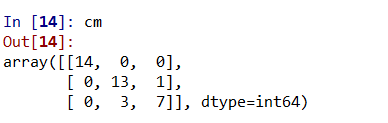 In [14]: cm
Out[14]:
array([[14,  0,  0],
       [ 0, 13,  1],
       [ 0,  3,  7]], dtype=int64)